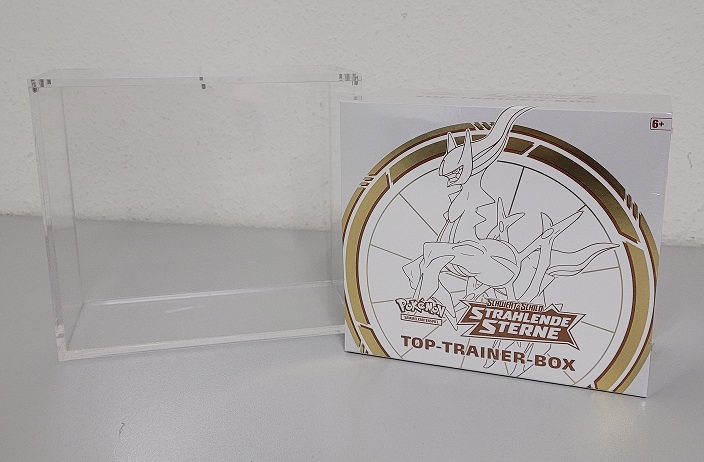 6+
Pokémon
SCHWERT & SCHILD
STRAHLENDE
STERNE
TOP-TRAINER-BOX